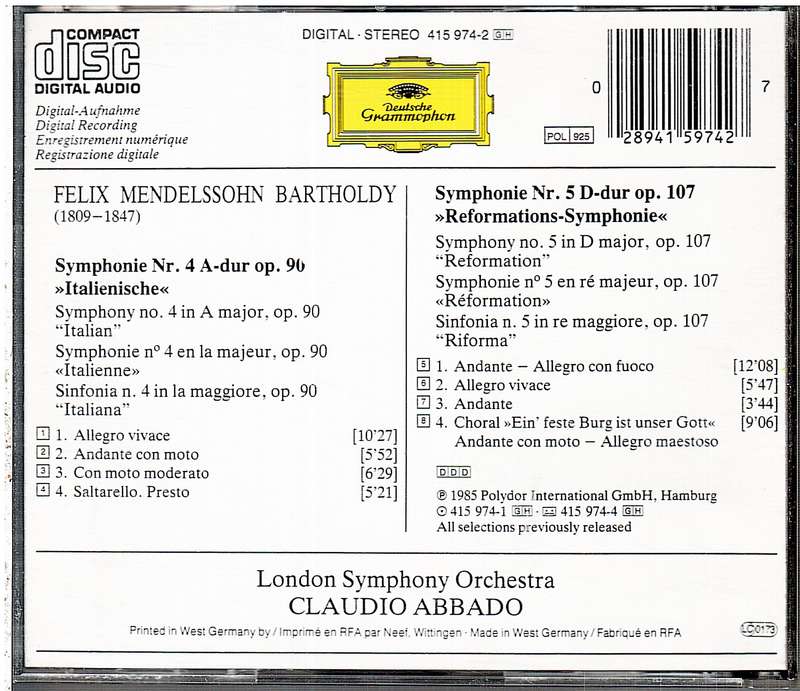 COMPACT
disc
DIGITAL AUDIO
DIGITAL · STEREO 415 974-2 GH
Deutsche
Grammophon
0
7
28941 59742
POL 925
Digital-Aufnahme
Digital Recording
Enregistrement numérique
Registrazione digitale
FELIX MENDELSSOHN BARTHOLDY
(1809–1847)
Symphonie Nr. 4 A-dur op. 90
»Italienische«
Symphony no. 4 in A major, op. 90
“Italian”
Symphonie nº 4 en la majeur, op. 90
«Italienne»
Sinfonia n. 4 in la maggiore, op. 90
“Italiana”
1 1. Allegro vivace [10’27]
2 2. Andante con moto [5’52]
3 3. Con moto moderato [6’29]
4 4. Saltarello. Presto [5’21]
Symphonie Nr. 5 D-dur op. 107
»Reformations-Symphonie«
Symphony no. 5 in D major, op. 107
“Reformation”
Symphonie nº 5 en ré majeur, op. 107
«Réformation»
Sinfonia n. 5 in re maggiore, op. 107
“Riforma”
5 1. Andante – Allegro con fuoco [12’08]
6 2. Allegro vivace [5’47]
7 3. Andante [3’44]
8 4. Choral »Ein’ feste Burg ist unser Gott« [9’06]
Andante con moto – Allegro maestoso
DDD
℗ 1985 Polydor International GmbH, Hamburg
415 974-1 GH · 415 974-4 GH
All selections previously released
London Symphony Orchestra
CLAUDIO ABBADO
Printed in West Germany by / Imprimé en RFA par Neef, Wittingen · Made in West Germany / Fabriqué en RFA
LC 0173